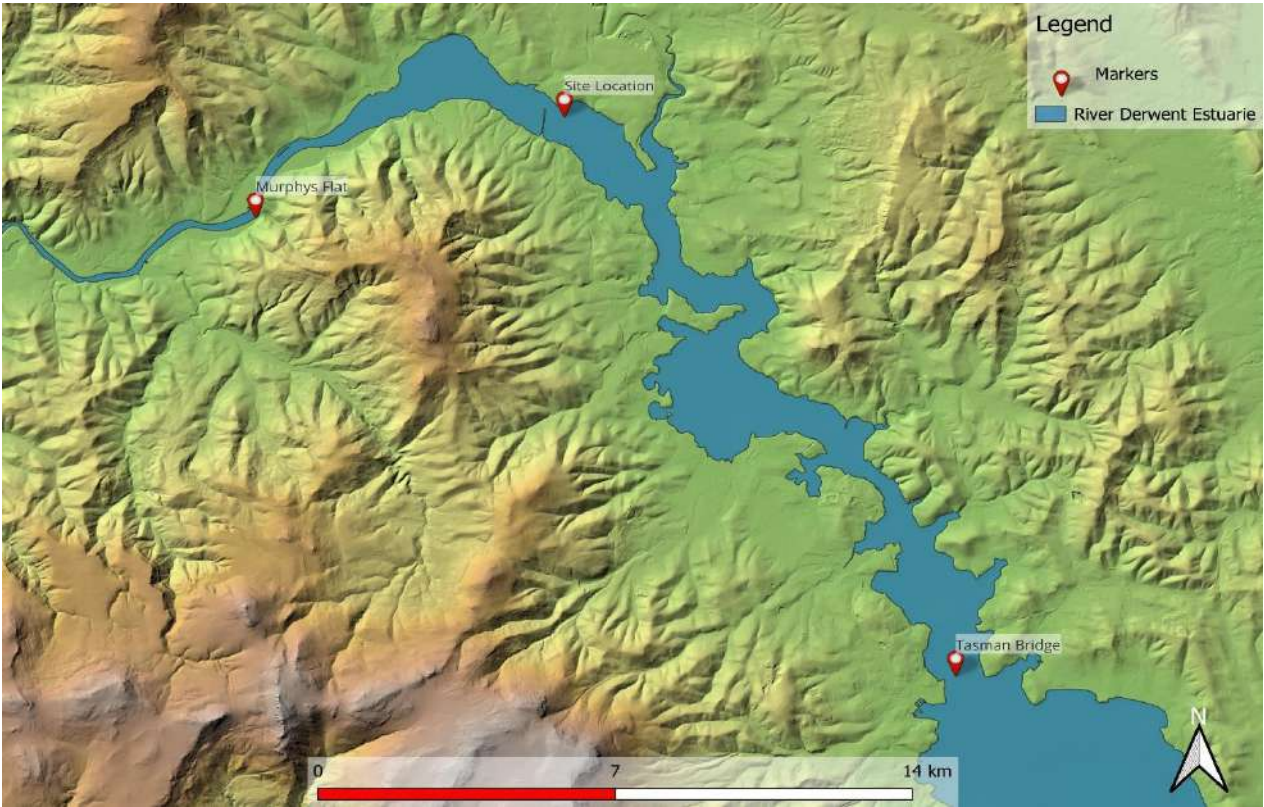 Legend
Markers
River Derwent Estuarie
Site Location
Murphys Flat
Tasman Bridge
N
0 7 14 km